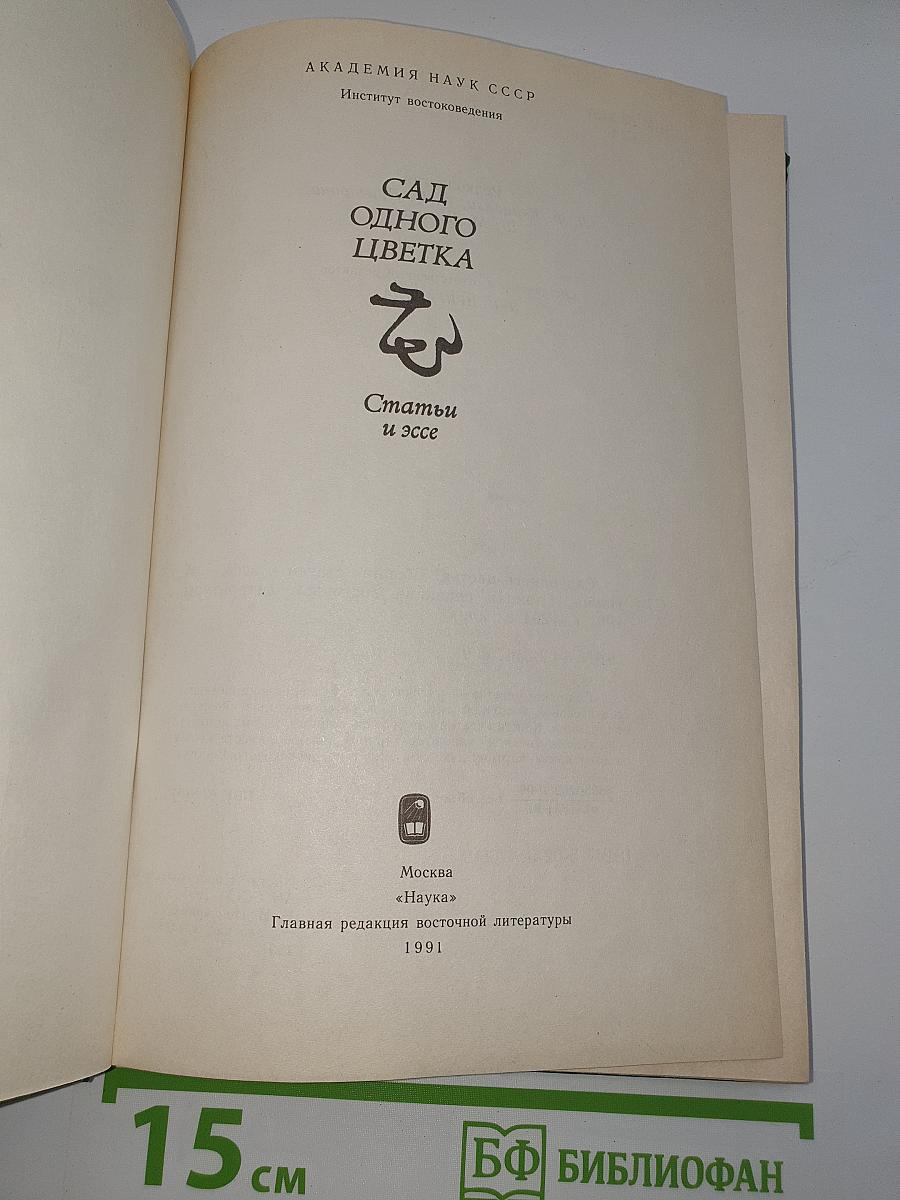 АКАДЕМИЯ НАУК СССР
Институт востоковедения
САД
ОДНОГО
ЦВЕТКА
Статьи
и эссе
Москва
«Наука»
Главная редакция восточной литературы
1991
15 см
БФ БИБЛИОФАН